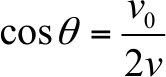 cos θ = v₀ / 2v